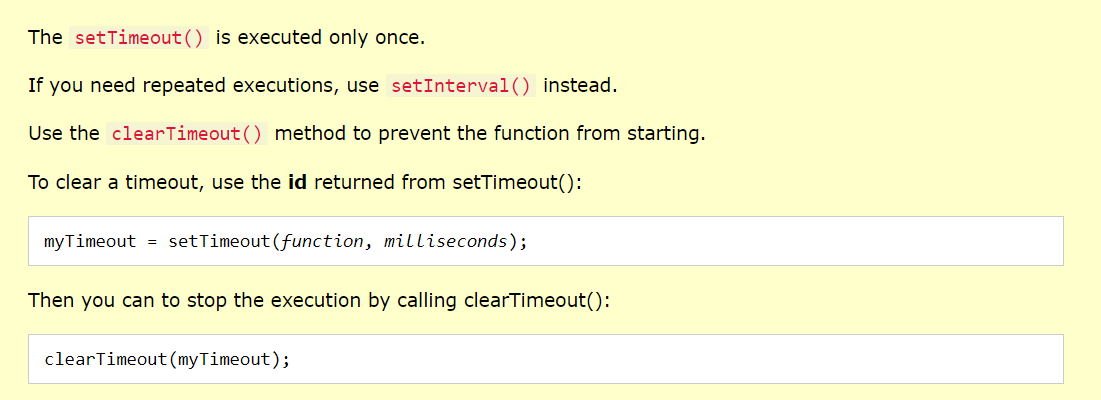 The setTimeout() is executed only once.
If you need repeated executions, use setInterval() instead.
Use the clearTimeout() method to prevent the function from starting.
To clear a timeout, use the id returned from setTimeout():
myTimeout = setTimeout(function, milliseconds);
Then you can to stop the execution by calling clearTimeout():
clearTimeout(myTimeout);